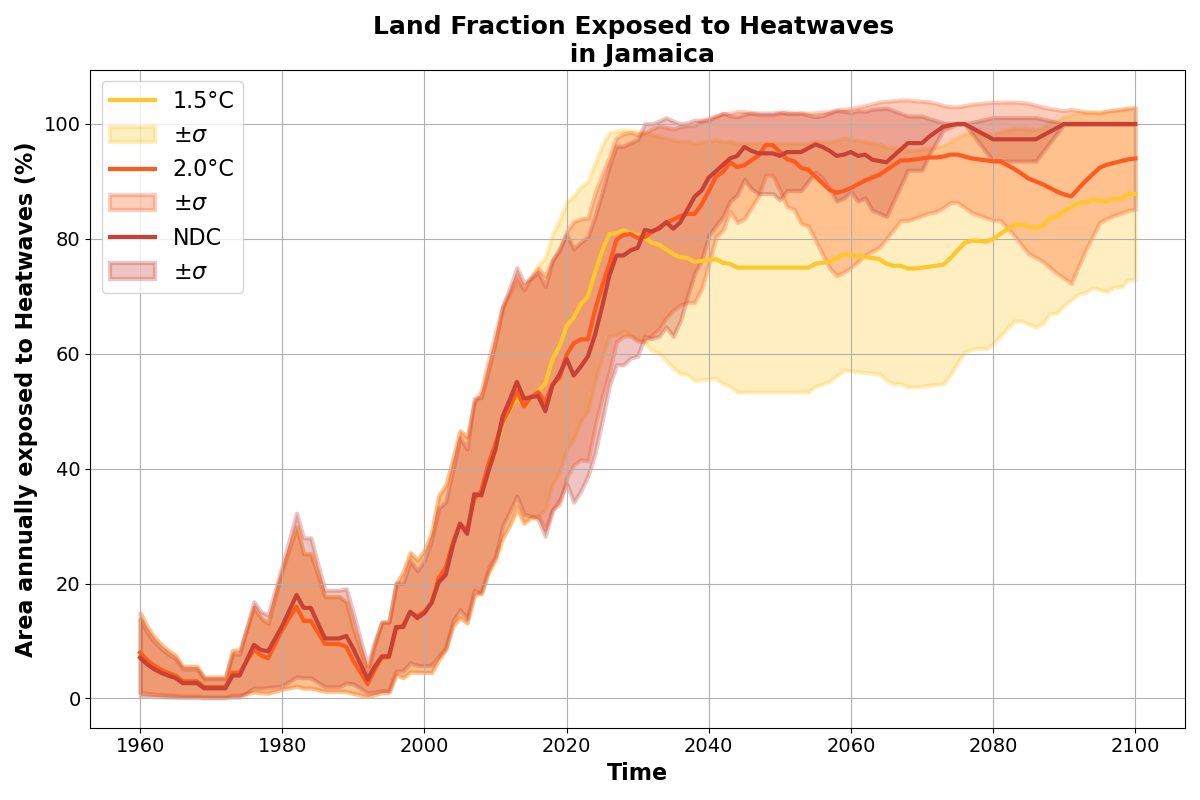 Land Fraction Exposed to Heatwaves
in Jamaica
Area annually exposed to Heatwaves (%)
100
80
60
40
20
0
1.5°C
±σ
2.0°C
±σ
NDC
±σ
1960 1980 2000 2020 2040 2060 2080 2100
Time